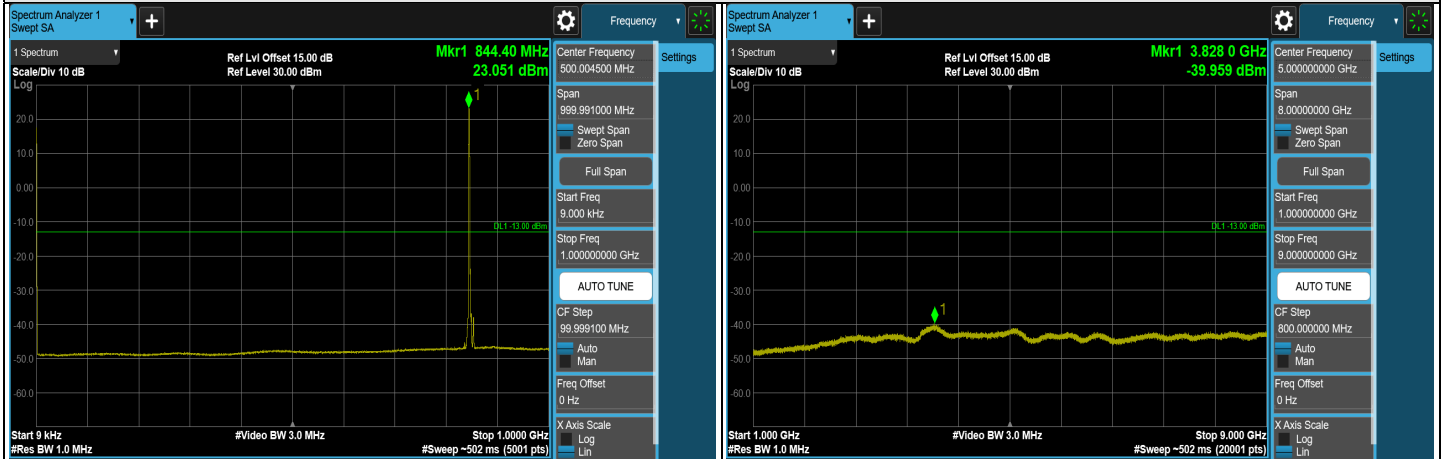 Spectrum Analyzer 1
Swept SA
+
Frequency
1 Spectrum
Scale/Div 10 dB
Ref Lvl Offset 15.00 dB
Ref Level 30.00 dBm
Mkr1 844.40 MHz
23.051 dBm
Log
1
20.0
10.0
0.00
-10.0
DL1 -13.00 dBm
-20.0
-30.0
-40.0
-50.0
-60.0
Start 9 kHz
#Video BW 3.0 MHz
Stop 1.0000 GHz
#Res BW 1.0 MHz
#Sweep ~502 ms (5001 pts)
Center Frequency
500.004500 MHz
Settings
Span
999.991000 MHz
Swept Span
Zero Span
Full Span
Start Freq
9.000 kHz
Stop Freq
1.000000000 GHz
AUTO TUNE
CF Step
99.999100 MHz
Auto
Man
Freq Offset
0 Hz
X Axis Scale
Log
Lin
Spectrum Analyzer 1
Swept SA
+
Frequency
1 Spectrum
Scale/Div 10 dB
Ref Lvl Offset 15.00 dB
Ref Level 30.00 dBm
Mkr1 3.828 0 GHz
-39.959 dBm
Log
20.0
10.0
0.00
-10.0
DL1 -13.00 dBm
-20.0
-30.0
1
-40.0
-50.0
-60.0
Start 1.000 GHz
#Video BW 3.0 MHz
Stop 9.000 GHz
#Res BW 1.0 MHz
#Sweep ~502 ms (20001 pts)
Center Frequency
5.000000000 GHz
Settings
Span
8.00000000 GHz
Swept Span
Zero Span
Full Span
Start Freq
1.000000000 GHz
Stop Freq
9.000000000 GHz
AUTO TUNE
CF Step
800.000000 MHz
Auto
Man
Freq Offset
0 Hz
X Axis Scale
Log
Lin